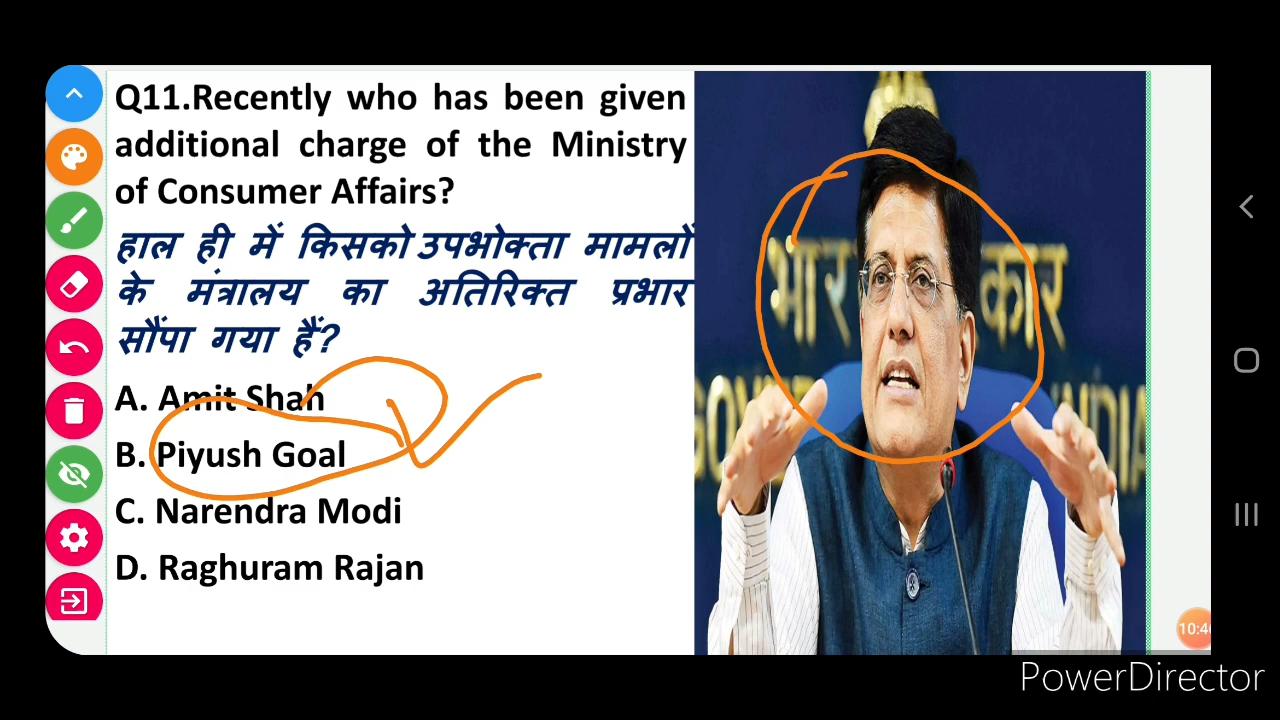 Q11.Recently who has been given
additional charge of the Ministry
of Consumer Affairs?
हाल ही में किसको उपभोक्ता मामलों
के मंत्रालय का अतिरिक्त प्रभार
सौंपा गया हैं?
A. Amit Shah
B. Piyush Goal
C. Narendra Modi
D. Raghuram Rajan
PowerDirector